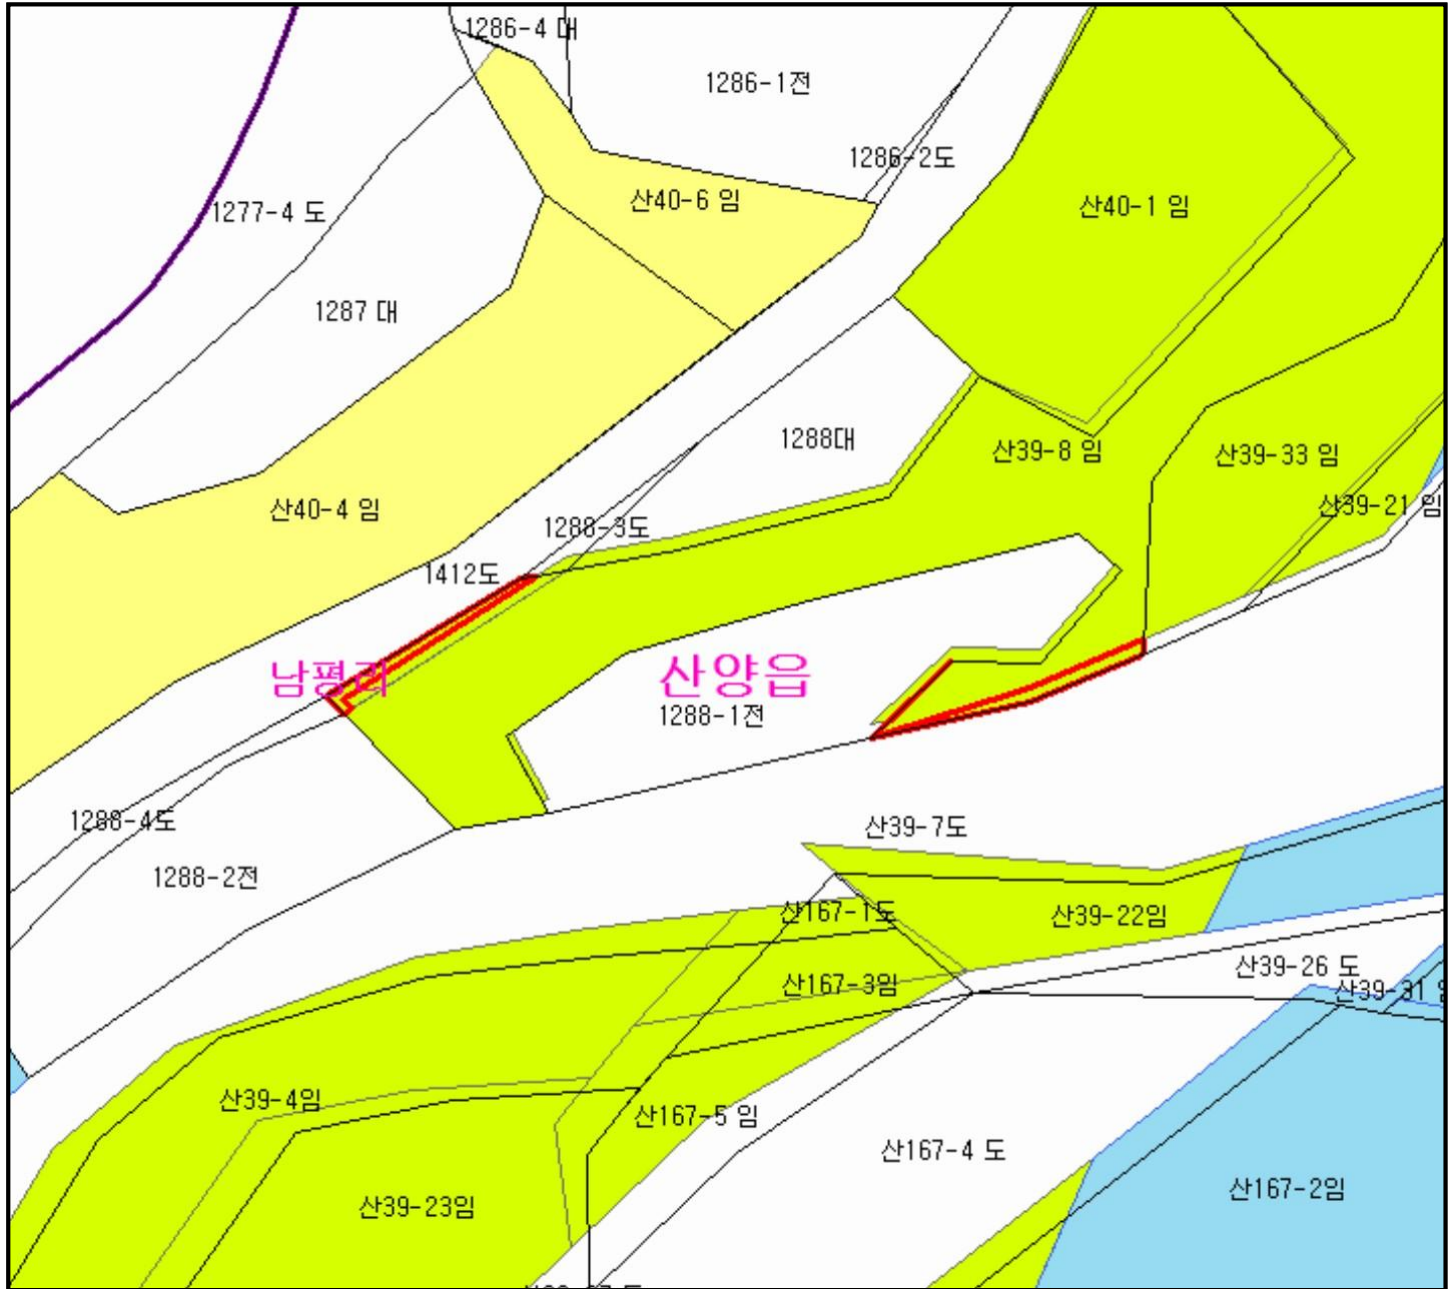 1286-4 대
1286-1전
1286-2도
산40-6 임
산40-1 임
1277-4 도
1287 대
1288대
산39-8 임
산39-33 임
산40-4 임
산39-21 임
1288-3도
1412도
남평리
산양읍
1288-1전
1288-4도
산39-7도
1288-2전
산167-1도
산39-22임
산39-26 도
산167-3임
산39-31
산39-4임
산167-5 임
산167-4 도
산167-2임
산39-23임